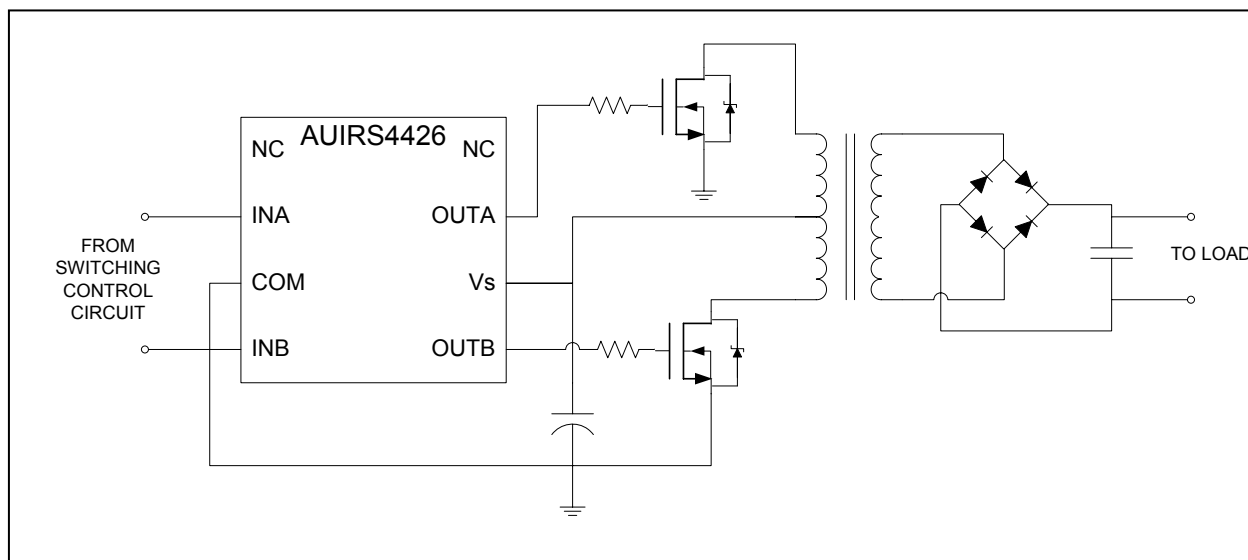 AUIRS4426
NC
NC
INA
OUTA
FROM
SWITCHING
CONTROL
CIRCUIT
COM
Vs
INB
OUTB
TO LOAD